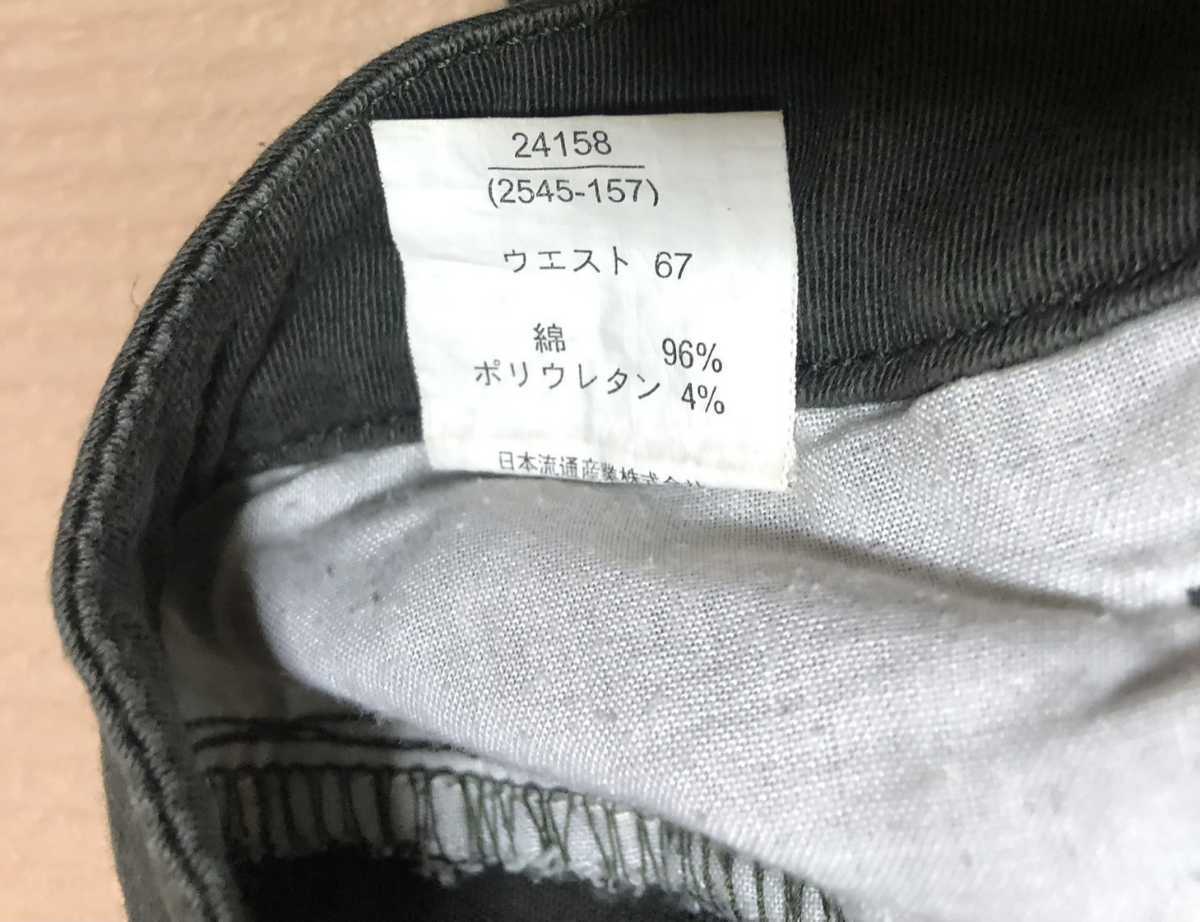 24158
(2545-157)
ウエスト 67
綿 96%
ポリウレタン 4%
日本流通産業株式会社